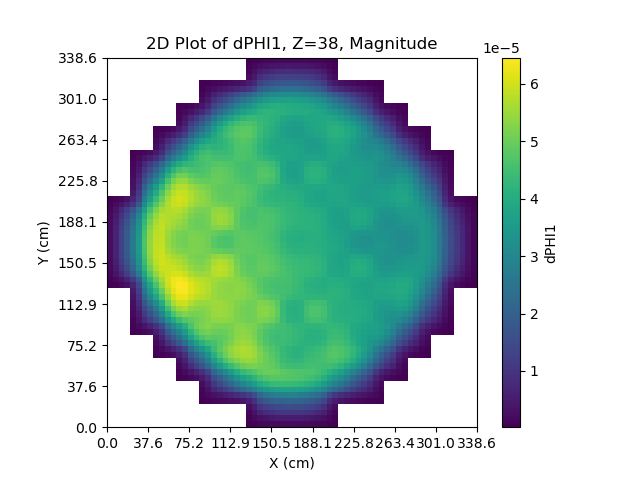 2D Plot of dPHI1, Z=38, Magnitude
1e−5
338.6
301.0
263.4
225.8
188.1
150.5
112.9
75.2
37.6
0.0
Y (cm)
0.0 37.6 75.2 112.9 150.5 188.1 225.8 263.4 301.0 338.6
X (cm)
6
5
4
3
2
1
dPHI1